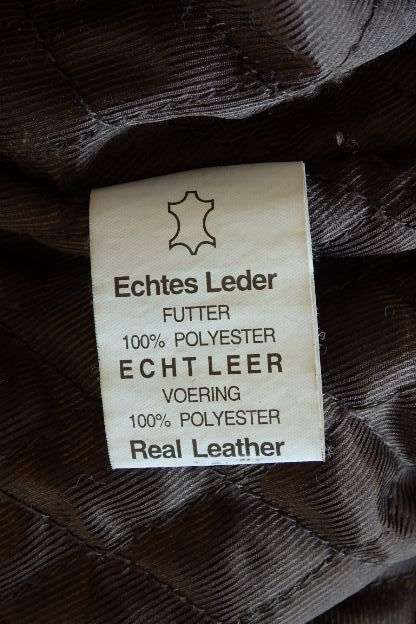 Echtes Leder
FUTTER
100% POLYESTER
ECHT LEER
VOERING
100% POLYESTER
Real Leather